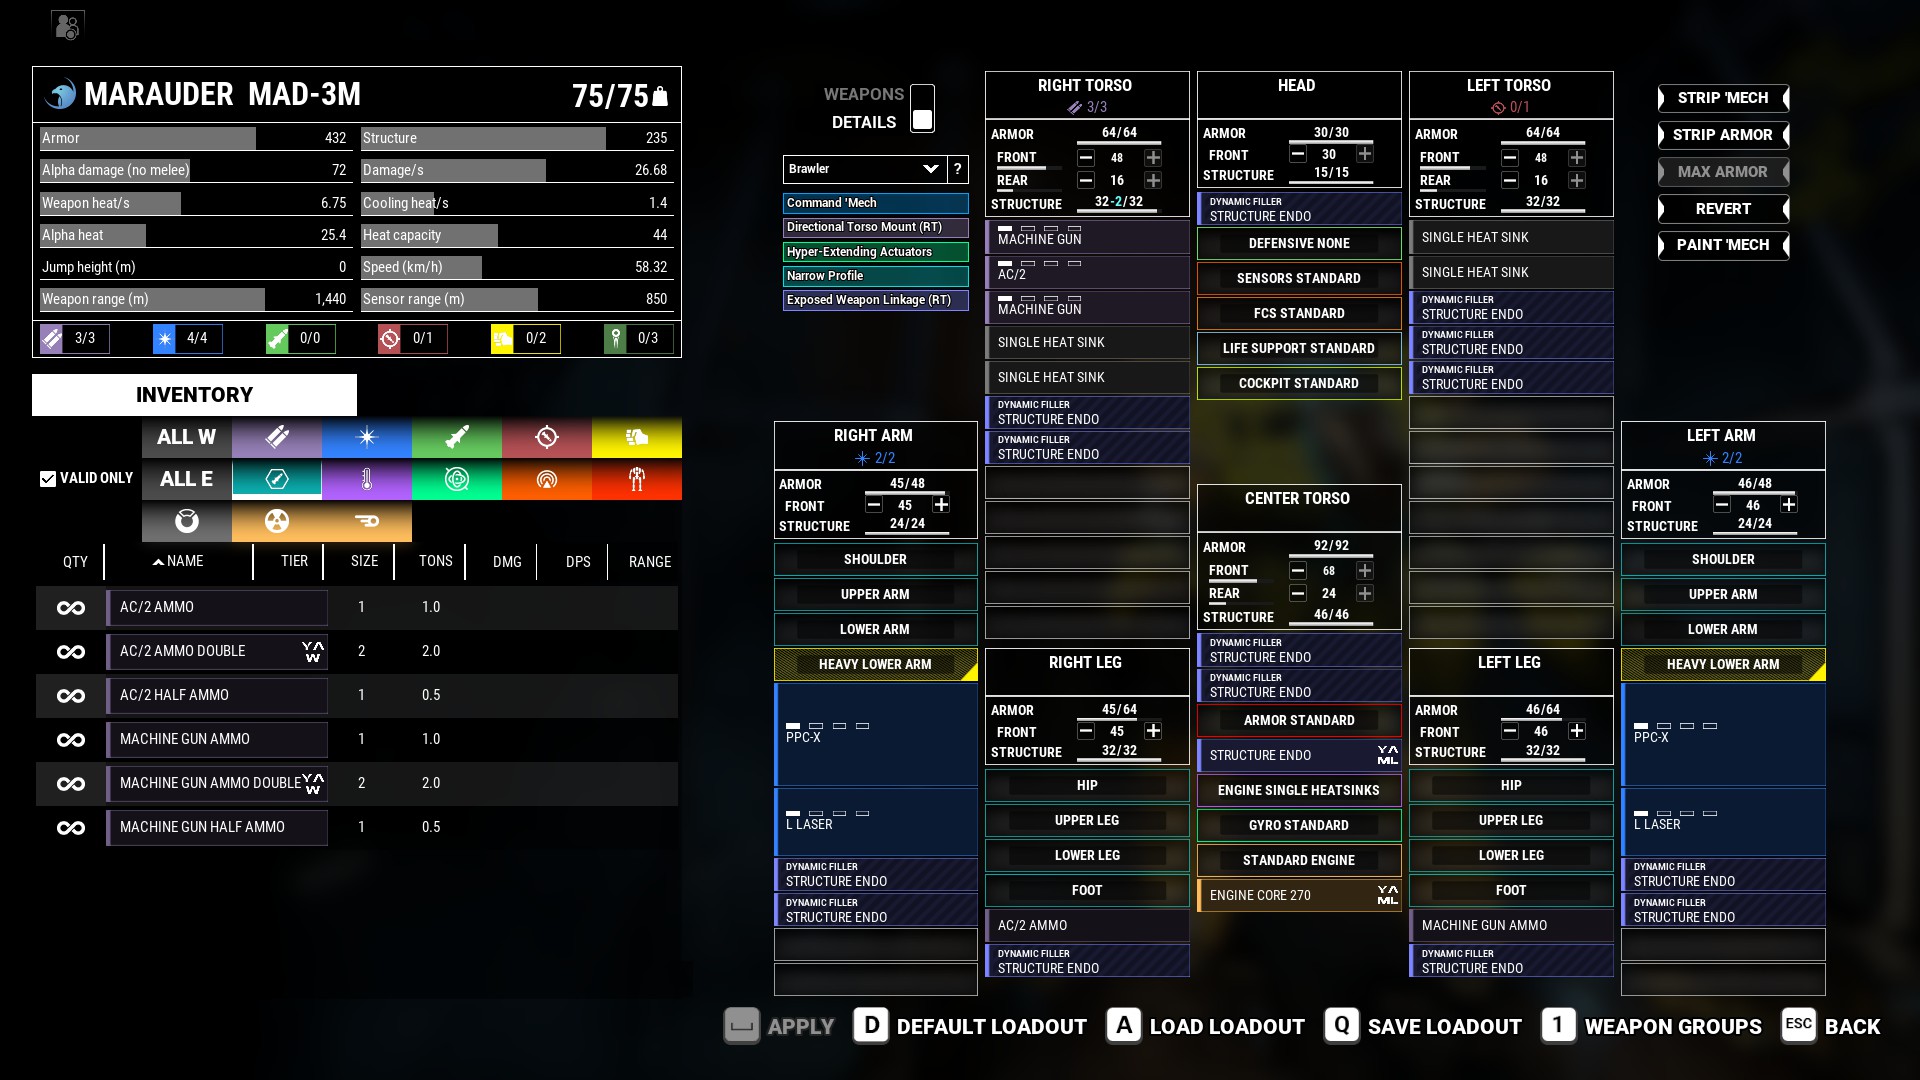 MARAUDER MAD-3M
75/75
Armor 432
Structure 235
Alpha damage (no melee) 72
Damage/s 26.68
Weapon heat/s 6.75
Cooling heat/s 1.4
Alpha heat 25.4
Heat capacity 44
Jump height (m) 0
Speed (km/h) 58.32
Weapon range (m) 1,440
Sensor range (m) 850
3/3 4/4 0/0 0/1 0/2 0/3
INVENTORY
ALL W
VALID ONLY
ALL E
QTY NAME TIER SIZE TONS DMG DPS RANGE
AC/2 AMMO 1 1.0
AC/2 AMMO DOUBLE YAW 2 2.0
AC/2 HALF AMMO 1 0.5
MACHINE GUN AMMO 1 1.0
MACHINE GUN AMMO DOUBLE YAW 2 2.0
MACHINE GUN HALF AMMO 1 0.5
WEAPONS
DETAILS
Brawler ?
Command 'Mech
Directional Torso Mount (RT)
Hyper-Extending Actuators
Narrow Profile
Exposed Weapon Linkage (RT)
RIGHT ARM
2/2
ARMOR 45/48
FRONT 45
STRUCTURE 24/24
SHOULDER
UPPER ARM
LOWER ARM
HEAVY LOWER ARM
PPC-X
L LASER
DYNAMIC FILLER
STRUCTURE ENDO
DYNAMIC FILLER
STRUCTURE ENDO
RIGHT TORSO
3/3
ARMOR 64/64
FRONT 48
REAR 16
STRUCTURE 32-2/32
MACHINE GUN
AC/2
MACHINE GUN
SINGLE HEAT SINK
SINGLE HEAT SINK
DYNAMIC FILLER
STRUCTURE ENDO
DYNAMIC FILLER
STRUCTURE ENDO
RIGHT LEG
ARMOR 45/64
FRONT 45
STRUCTURE 32/32
HIP
UPPER LEG
LOWER LEG
FOOT
AC/2 AMMO
DYNAMIC FILLER
STRUCTURE ENDO
HEAD
ARMOR 30/30
FRONT 30
STRUCTURE 15/15
DYNAMIC FILLER
STRUCTURE ENDO
DEFENSIVE NONE
SENSORS STANDARD
FCS STANDARD
LIFE SUPPORT STANDARD
COCKPIT STANDARD
CENTER TORSO
ARMOR 92/92
FRONT 68
REAR 24
STRUCTURE 46/46
DYNAMIC FILLER
STRUCTURE ENDO
DYNAMIC FILLER
STRUCTURE ENDO
ARMOR STANDARD
STRUCTURE ENDO YAML
ENGINE SINGLE HEATSINKS
GYRO STANDARD
STANDARD ENGINE
ENGINE CORE 270 YAML
LEFT TORSO
0/1
ARMOR 64/64
FRONT 48
REAR 16
STRUCTURE 32/32
SINGLE HEAT SINK
SINGLE HEAT SINK
DYNAMIC FILLER
STRUCTURE ENDO
DYNAMIC FILLER
STRUCTURE ENDO
DYNAMIC FILLER
STRUCTURE ENDO
LEFT LEG
ARMOR 46/64
FRONT 46
STRUCTURE 32/32
HIP
UPPER LEG
LOWER LEG
FOOT
MACHINE GUN AMMO
DYNAMIC FILLER
STRUCTURE ENDO
LEFT ARM
2/2
ARMOR 46/48
FRONT 46
STRUCTURE 24/24
SHOULDER
UPPER ARM
LOWER ARM
HEAVY LOWER ARM
PPC-X
L LASER
DYNAMIC FILLER
STRUCTURE ENDO
DYNAMIC FILLER
STRUCTURE ENDO
STRIP 'MECH
STRIP ARMOR
MAX ARMOR
REVERT
PAINT 'MECH
APPLY D DEFAULT LOADOUT A LOAD LOADOUT Q SAVE LOADOUT 1 WEAPON GROUPS ESC BACK